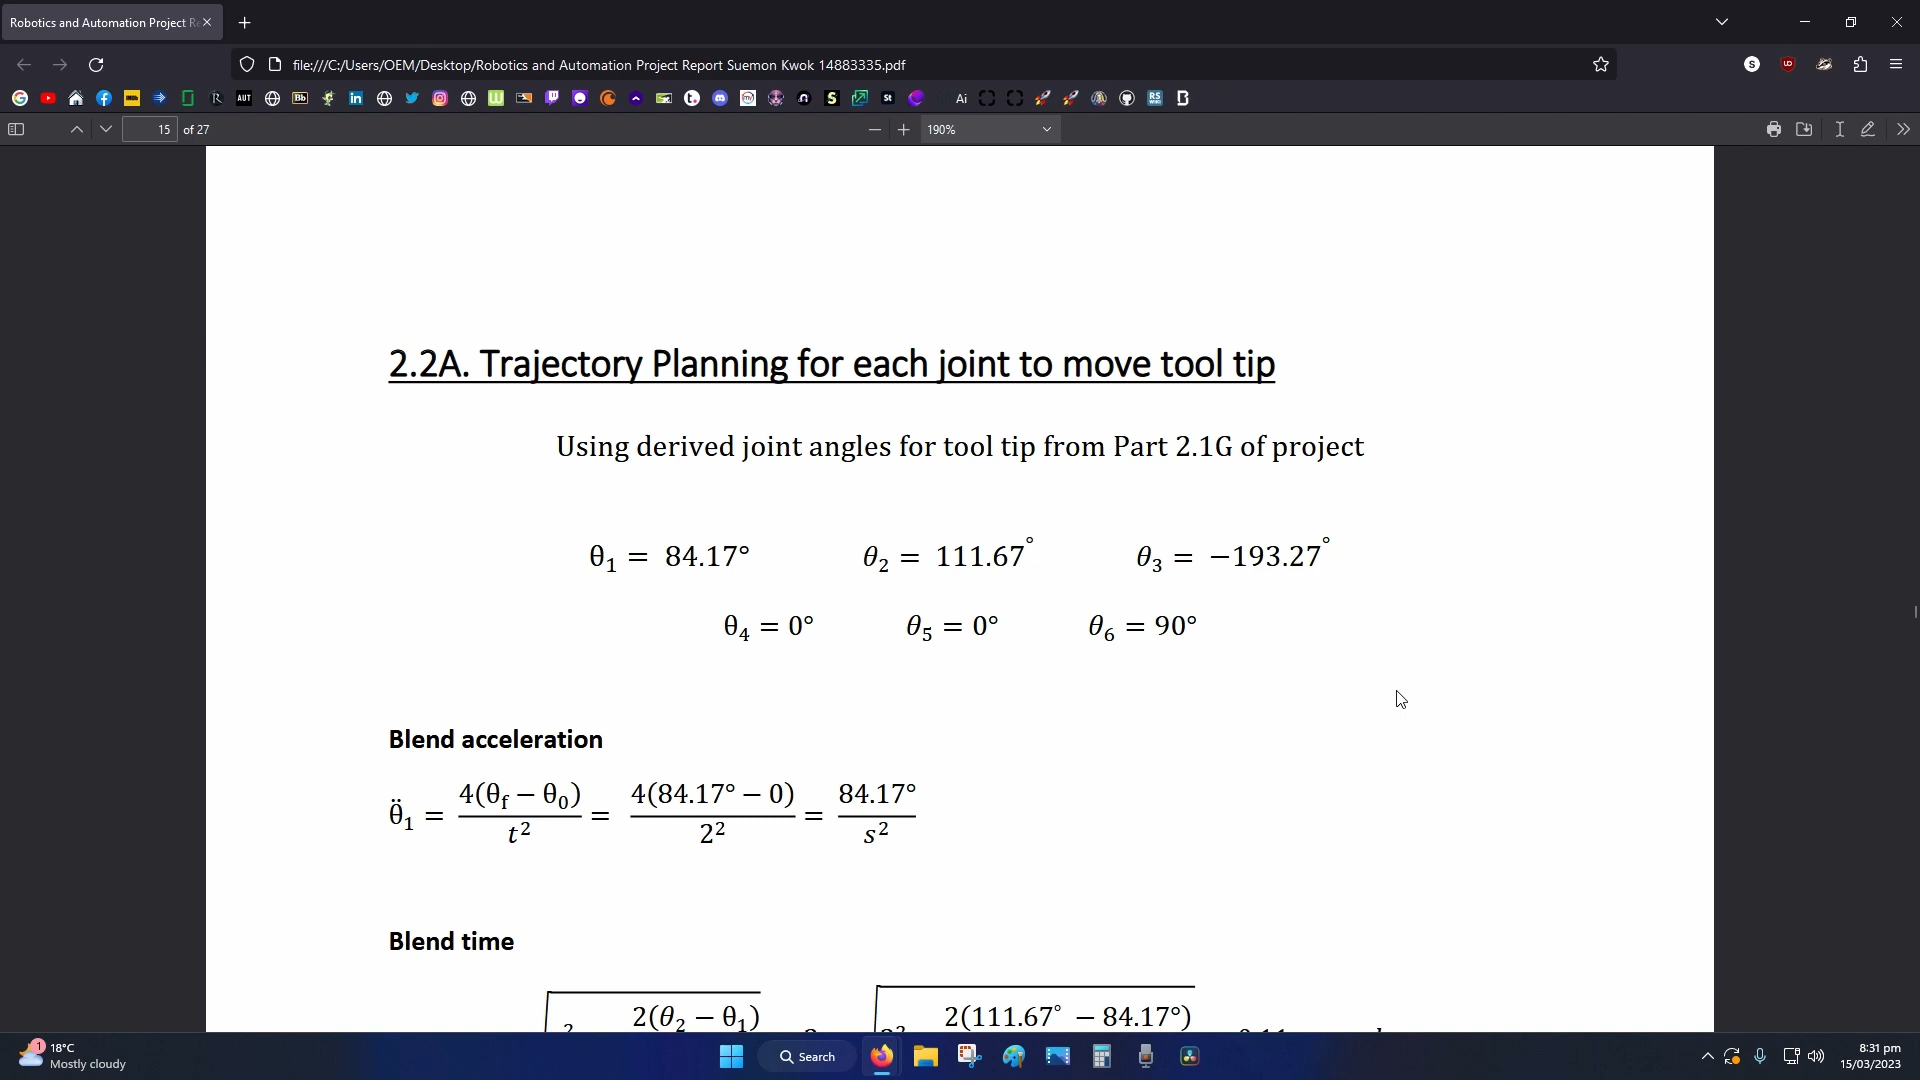 Robotics and Automation Project Re
file:///C:/Users/OEM/Desktop/Robotics and Automation Project Report Suemon Kwok 14883335.pdf
15 of 27
190%
2.2A. Trajectory Planning for each joint to move tool tip
Using derived joint angles for tool tip from Part 2.1G of project
θ₁ = 84.17° θ₂ = 111.67° θ₃ = −193.27°
θ₄ = 0° θ₅ = 0° θ₆ = 90°
Blend acceleration
θ̈₁ = 4(θf − θ₀)/t² = 4(84.17° − 0)/2² = 84.17°/s²
Blend time
2(θ₂ − θ₁) 2(111.67° − 84.17°)
18°C
Mostly cloudy
Search
8:31 pm
15/03/2023